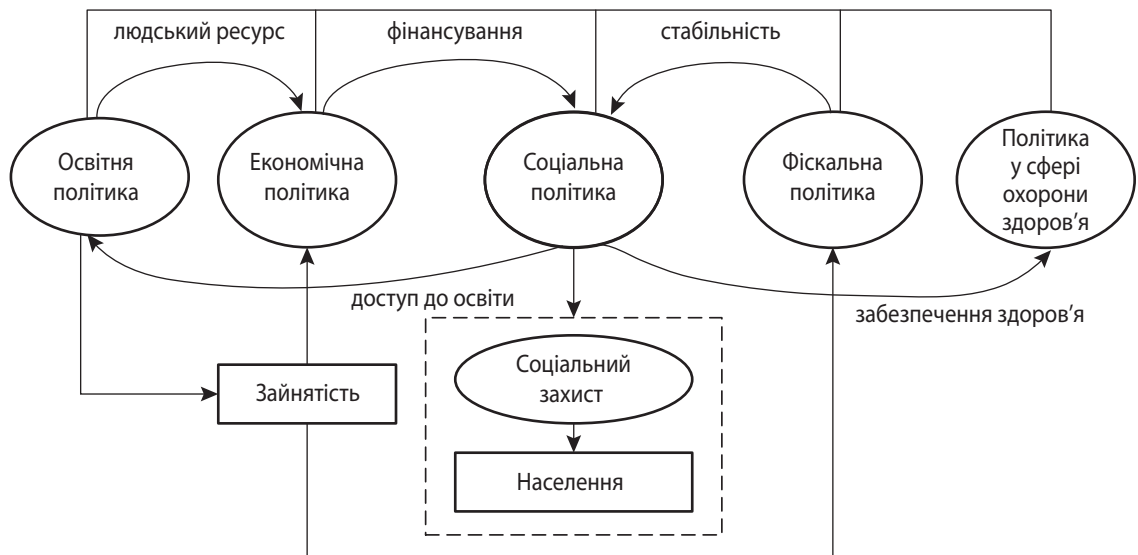 людський ресурс
фінансування
стабільність
Освітня
політика
Економічна
політика
Соціальна
політика
Фіскальна
політика
Політика
у сфері
охорони
здоров’я
доступ до освіти
забезпечення здоров’я
Соціальний
захист
Зайнятість
Населення